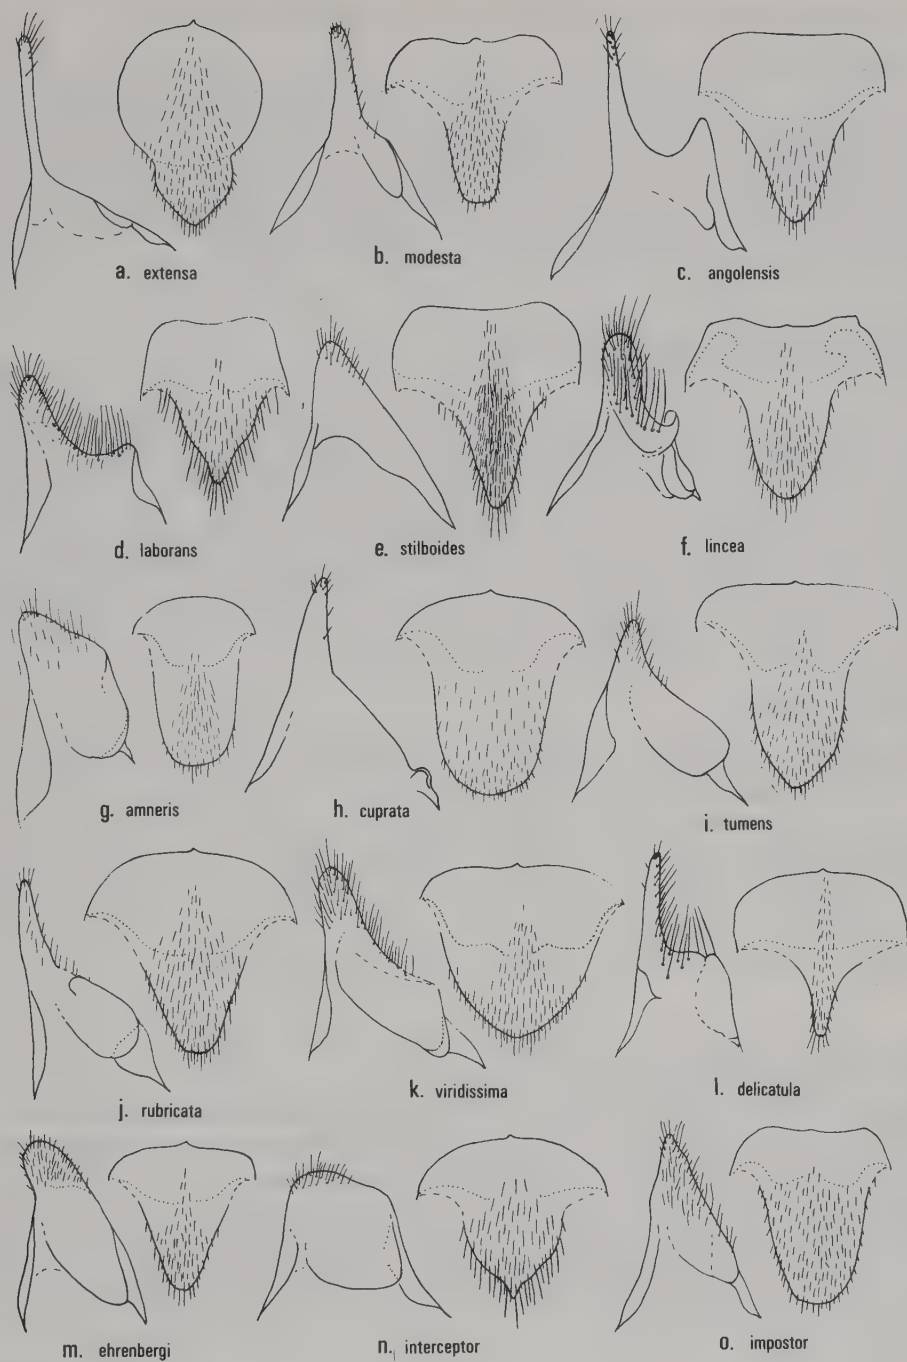 a. extensa
b. modesta
c. angolensis
d. laborans
e. stilboides
f. lincea
g. amneris
h. cuprata
i. tumens
j. rubricata
k. viridissima
l. delicatula
m. ehrenbergi
n. interceptor
o. impostor